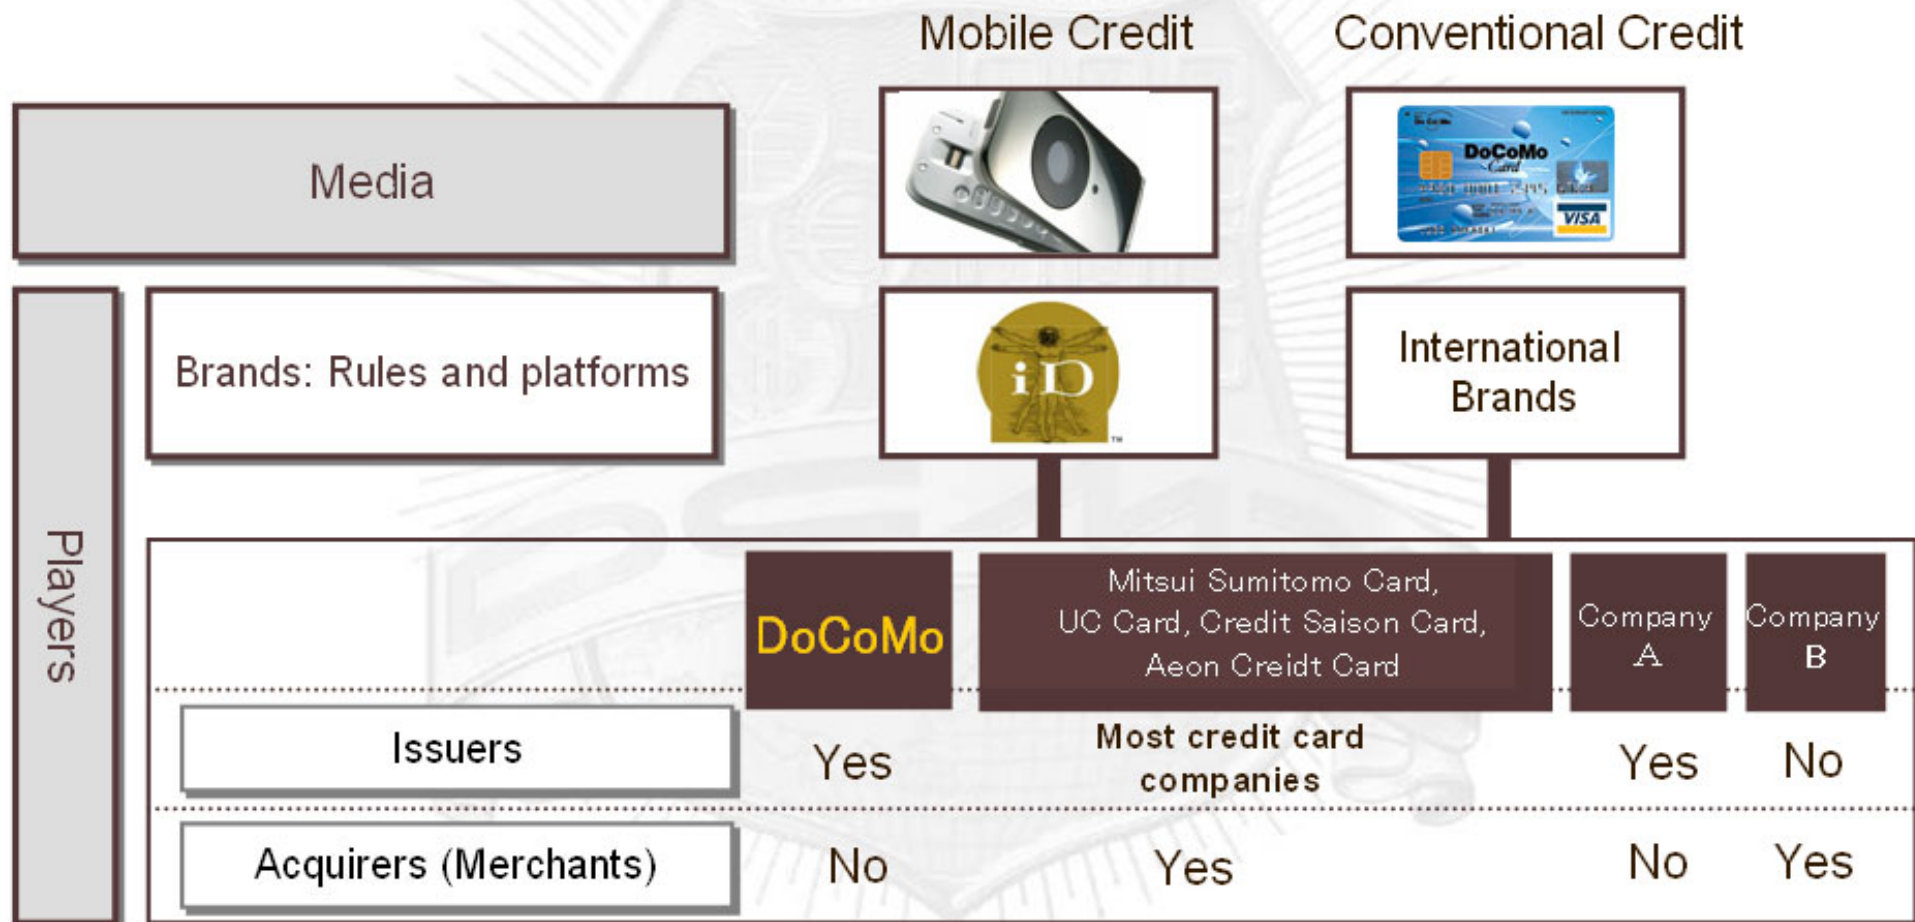 Mobile Credit
Conventional Credit
Media
DoCoMo
Card
VISA
Brands: Rules and platforms
iD
TM
International
Brands
Players
DoCoMo
Mitsui Sumitomo Card,
UC Card, Credit Saison Card,
Aeon Creidt Card
Company
A
Company
B
Issuers
Yes
Most credit card
companies
Yes
No
Acquirers (Merchants)
No
Yes
No
Yes